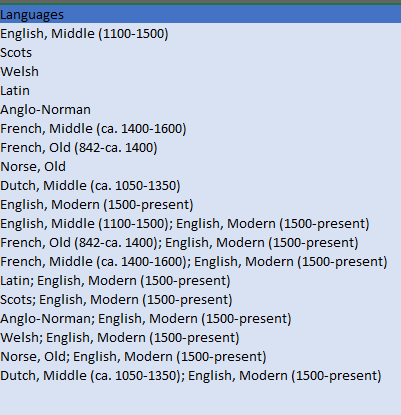 Languages
English, Middle (1100-1500)
Scots
Welsh
Latin
Anglo-Norman
French, Middle (ca. 1400-1600)
French, Old (842-ca. 1400)
Norse, Old
Dutch, Middle (ca. 1050-1350)
English, Modern (1500-present)
English, Middle (1100-1500); English, Modern (1500-present)
French, Old (842-ca. 1400); English, Modern (1500-present)
French, Middle (ca. 1400-1600); English, Modern (1500-present)
Latin; English, Modern (1500-present)
Scots; English, Modern (1500-present)
Anglo-Norman; English, Modern (1500-present)
Welsh; English, Modern (1500-present)
Norse, Old; English, Modern (1500-present)
Dutch, Middle (ca. 1050-1350); English, Modern (1500-present)